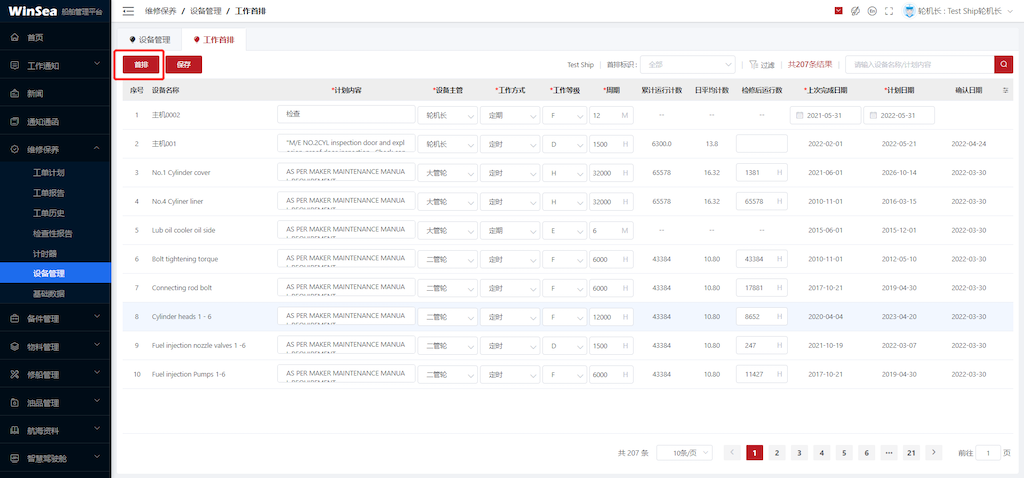 WinSea 船舶管理平台
维修保养 / 设备管理 / 工作首排
En
轮机长 : Test Ship轮机长
首页
工作通知
新闻
通知通函
维修保养
工单计划
工单报告
工单历史
检查性报告
计时器
设备管理
基础数据
备件管理
物料管理
修船管理
油品管理
航海资料
智慧驾驶舱
设备管理 工作首排
首排 保存 Test Ship 首排标识: 全部 过滤 共207条结果 请输入设备名称/计划内容
序号 设备名称 *计划内容 *设备主管 *工作方式 *工作等级 *周期 累计运行计数 日平均计数 检修后运行数 *上次完成日期 *计划日期 确认日期
1 主机0002 检查 轮机长 定期 F 12 M -- -- -- 2021-05-31 2022-05-31
2 主机001 "M/E NO.2CYL inspection door and expl 轮机长 定时 D 1500 H 6300.0 13.8 2022-02-01 2022-05-21 2022-04-24
3 No.1 Cylinder cover AS PER MAKER MAINTENANCE MANUA 大管轮 定时 H 32000 H 65578 16.32 1381 H 2021-06-01 2026-10-14 2022-03-30
4 No.4 Cyliner liner AS PER MAKER MAINTENANCE MANUA 大管轮 定时 H 32000 H 65578 16.32 65578 H 2010-11-01 2016-03-15 2022-03-30
5 Lub oil cooler oil side AS PER MAKER MAINTENANCE MANUA 大管轮 定期 E 6 M -- -- -- 2015-06-01 2015-12-01 2022-03-30
6 Bolt tightening torque AS PER MAKER MAINTENANCE MANUA 二管轮 定时 F 6000 H 43384 10.80 43384 H 2010-11-01 2012-05-10 2022-03-30
7 Connecting rod bolt AS PER MAKER MAINTENANCE MANUA 二管轮 定时 F 6000 H 43384 10.80 17881 H 2017-10-21 2019-04-30 2022-03-30
8 Cylinder heads 1 - 6 AS PER MAKER MAINTENANCE MANUA 二管轮 定时 F 12000 H 43384 10.80 8652 H 2020-04-04 2023-04-20 2022-03-30
9 Fuel injection nozzle valves 1 -6 AS PER MAKER MAINTENANCE MANUA 二管轮 定时 D 1500 H 43384 10.80 247 H 2021-10-19 2022-03-07 2022-03-30
10 Fuel injection Pumps 1-6 AS PER MAKER MAINTENANCE MANUA 二管轮 定时 F 6000 H 43384 10.80 11427 H 2017-10-21 2019-04-30 2022-03-30
共 207 条 10条/页 1 2 3 4 5 6 ••• 21 前往 1 页